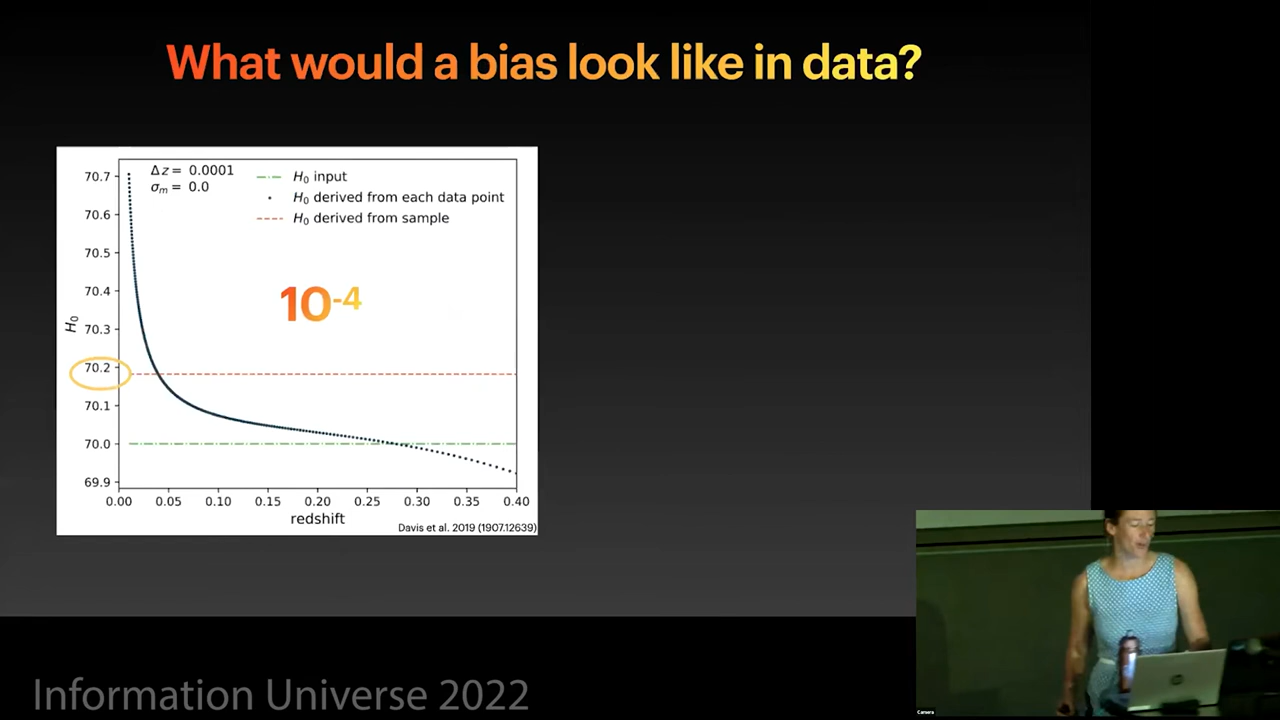 What would a bias look like in data?
Δz = 0.0001
σm = 0.0
H0 input
H0 derived from each data point
H0 derived from sample
10-4
70.7
70.6
70.5
70.4
70.3
70.2
70.1
70.0
69.9
H0
0.00 0.05 0.10 0.15 0.20 0.25 0.30 0.35 0.40
redshift
Davis et al. 2019 (1907.12639)
Information Universe 2022
Camera